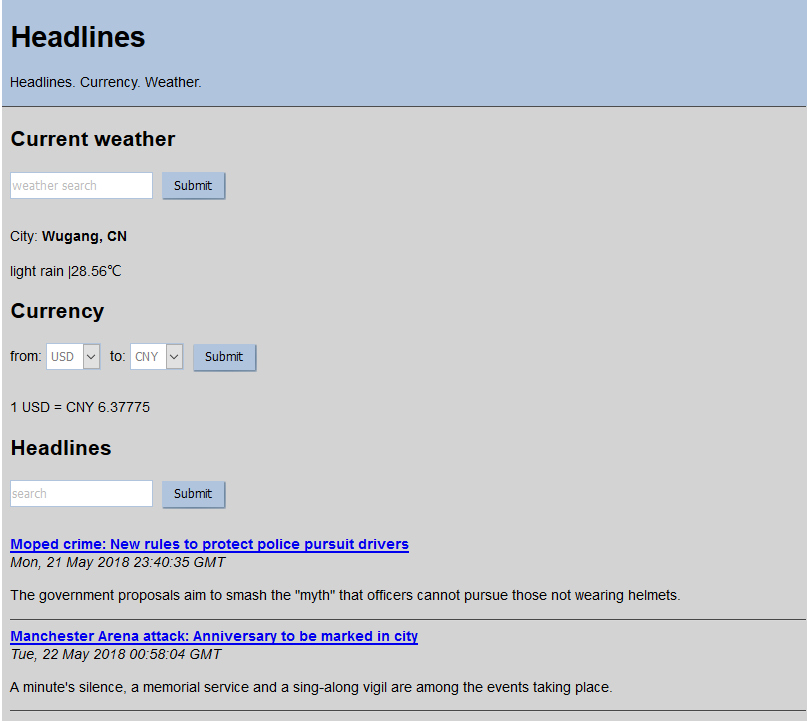 Headlines
Headlines. Currency. Weather.
Current weather
weather search Submit
City: Wugang, CN
light rain |28.56℃
Currency
from: USD to: CNY Submit
1 USD = CNY 6.37775
Headlines
search Submit
Moped crime: New rules to protect police pursuit drivers
Mon, 21 May 2018 23:40:35 GMT
The government proposals aim to smash the "myth" that officers cannot pursue those not wearing helmets.
Manchester Arena attack: Anniversary to be marked in city
Tue, 22 May 2018 00:58:04 GMT
A minute's silence, a memorial service and a sing-along vigil are among the events taking place.